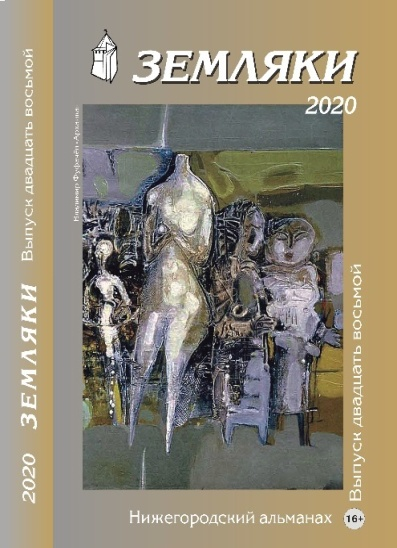 ЗЕМЛЯКИ
2020
Выпуск двадцать восьмой
Нижегородский альманах
16+
2020 ЗЕМЛЯКИ Выпуск двадцать восьмой